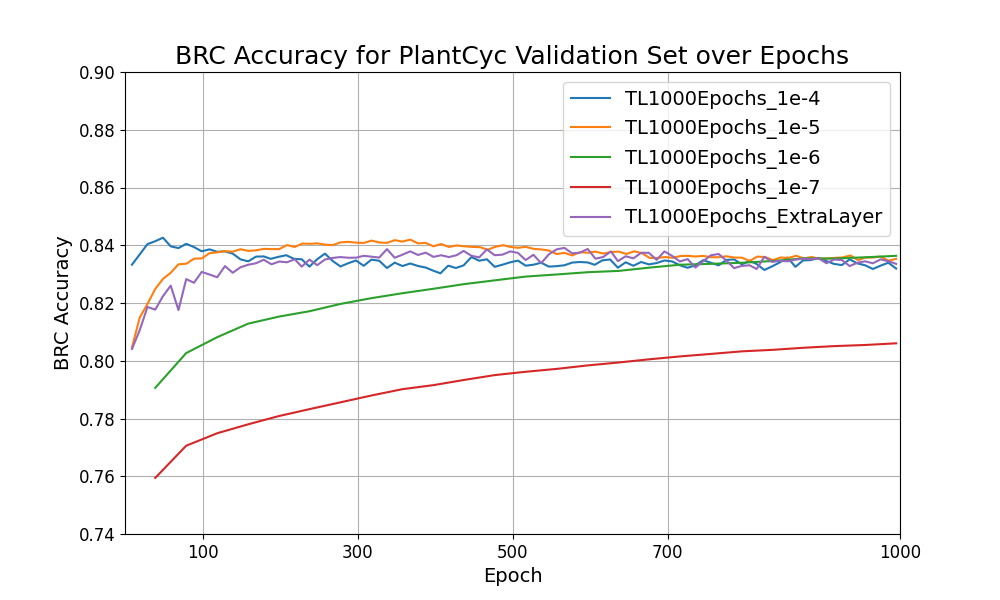 BRC Accuracy for PlantCyc Validation Set over Epochs
0.90
0.88
0.86
0.84
0.82
0.80
0.78
0.76
0.74
BRC Accuracy
TL1000Epochs_1e-4
TL1000Epochs_1e-5
TL1000Epochs_1e-6
TL1000Epochs_1e-7
TL1000Epochs_ExtraLayer
100 300 500 700 1000
Epoch